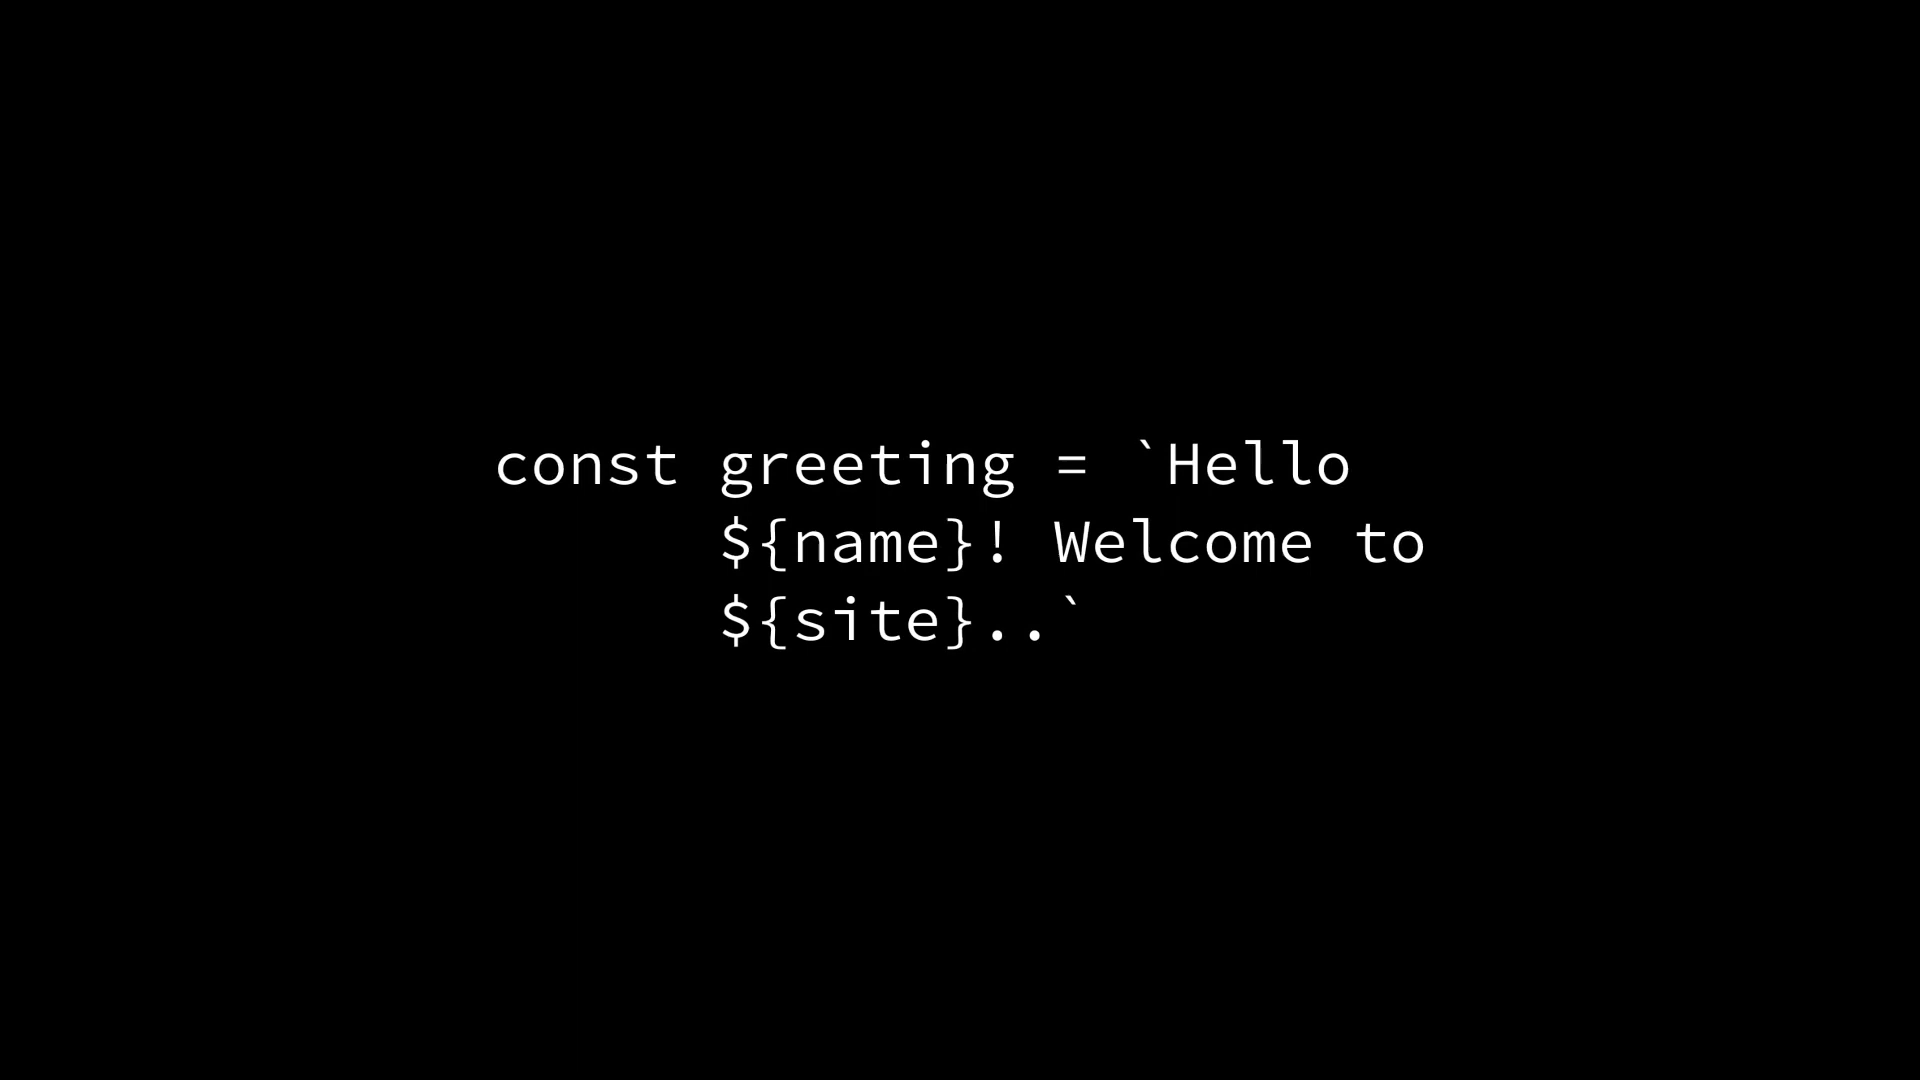 const greeting = `Hello
      ${name}! Welcome to
      ${site}..`